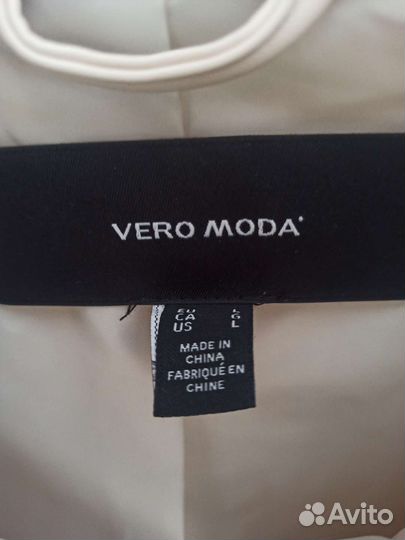 VERO MODA
EU L
CA G
US L
MADE IN
CHINA
FABRIQUÉ EN
CHINE
Avito